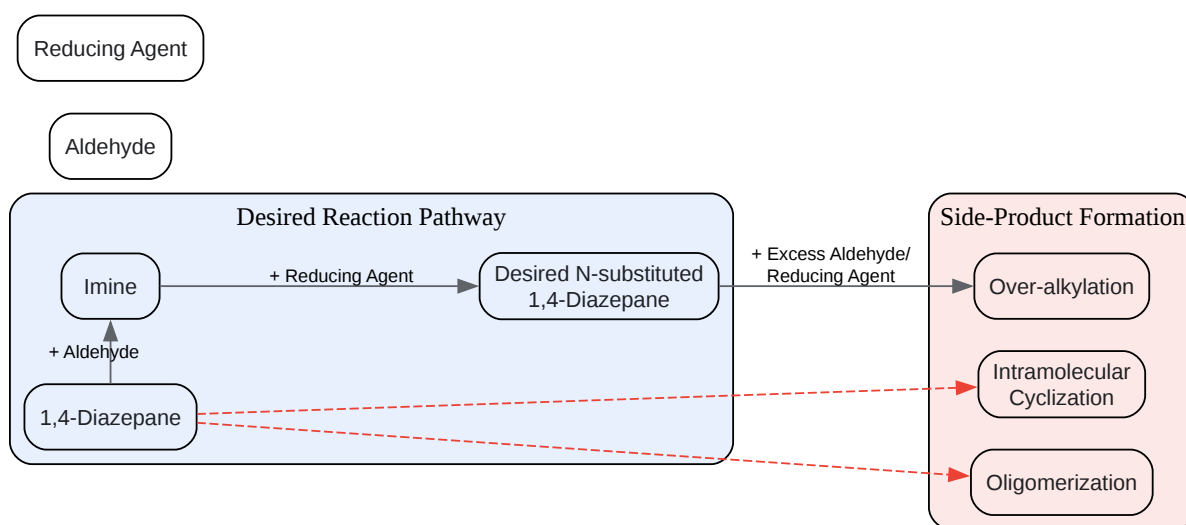 Reducing Agent
Aldehyde
Desired Reaction Pathway
Side-Product Formation
Imine
+ Reducing Agent
Desired N-substituted
1,4-Diazepane
+ Excess Aldehyde/
Reducing Agent
Over-alkylation
+ Aldehyde
1,4-Diazepane
Intramolecular
Cyclization
Oligomerization